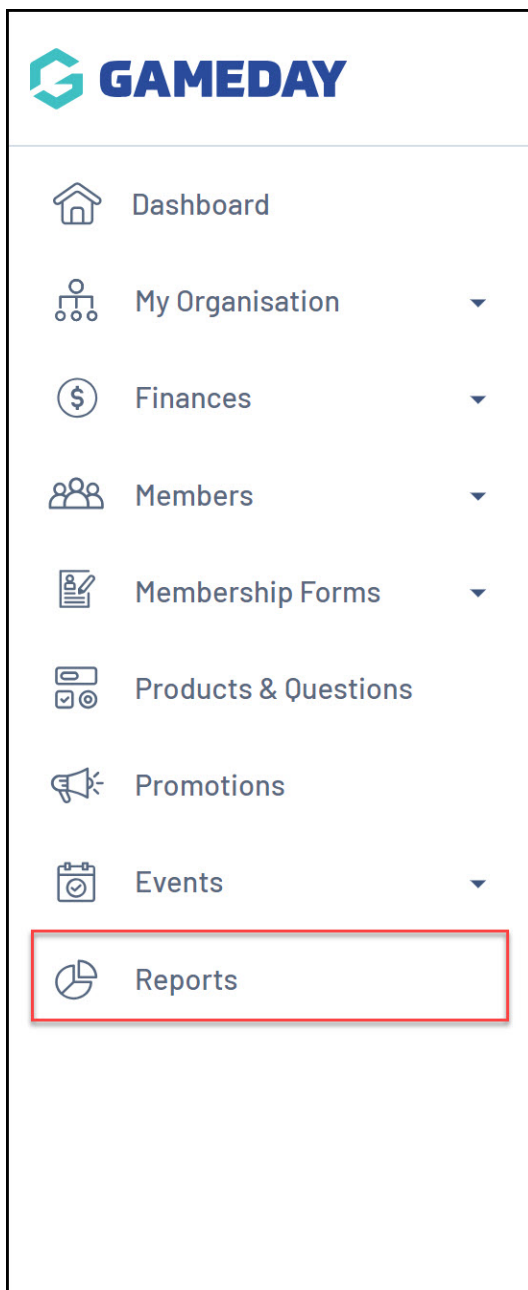 GAMEDAY
Dashboard
My Organisation
Finances
Members
Membership Forms
Products & Questions
Promotions
Events
Reports